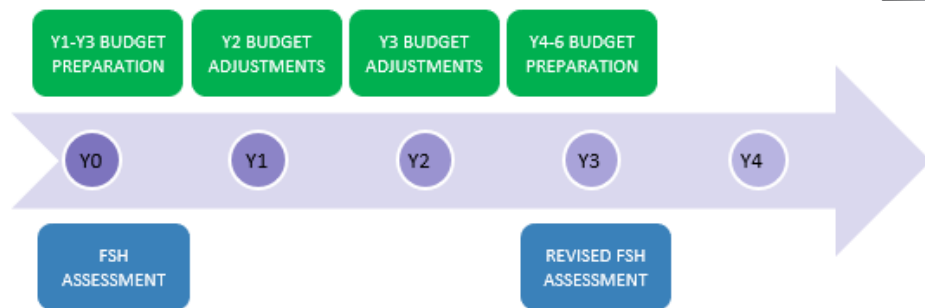 Y1-Y3 BUDGET
PREPARATION
Y2 BUDGET
ADJUSTMENTS
Y3 BUDGET
ADJUSTMENTS
Y4-6 BUDGET
PREPARATION
Y0
Y1
Y2
Y3
Y4
FSH
ASSESSMENT
REVISED FSH
ASSESSMENT